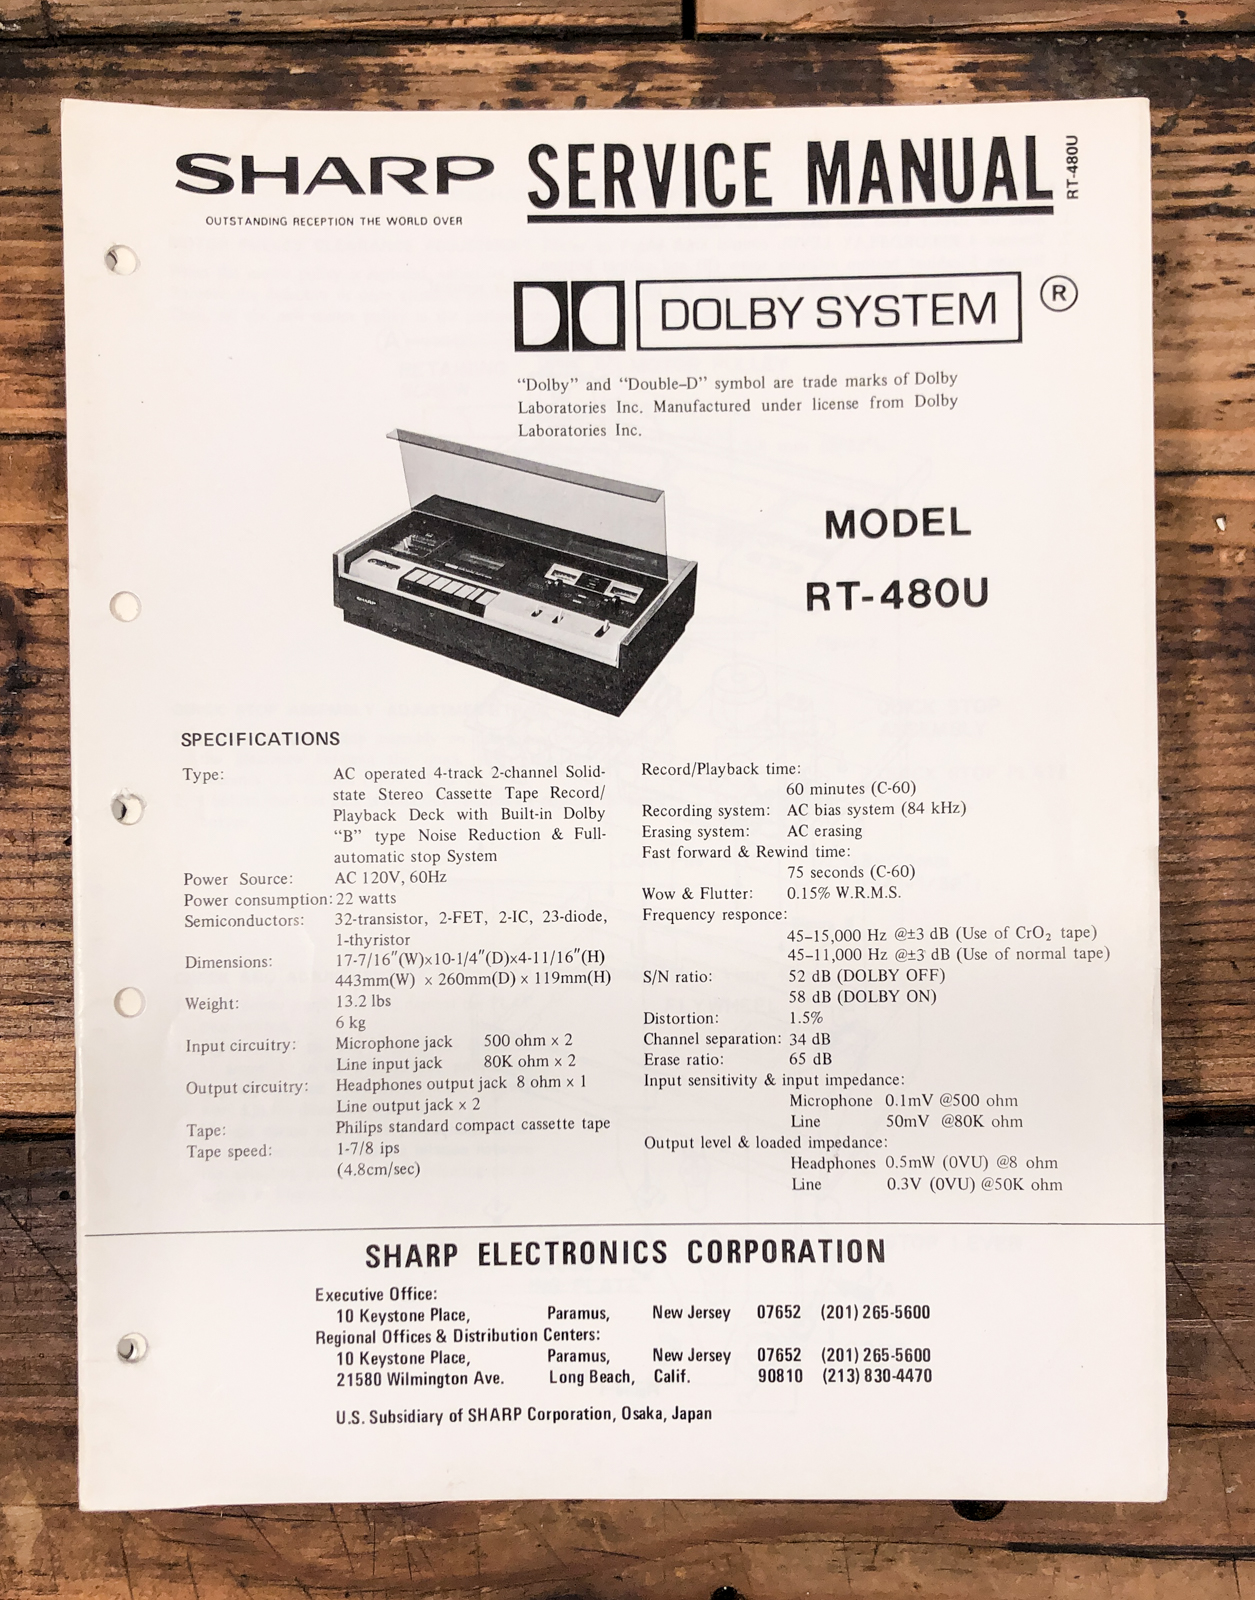 SHARP
OUTSTANDING RECEPTION THE WORLD OVER
SERVICE MANUAL
RT-480U
DOLBY SYSTEM ®
“Dolby” and “Double–D” symbol are trade marks of Dolby
Laboratories Inc. Manufactured under license from Dolby
Laboratories Inc.
MODEL
RT-480U
SHARP
SPECIFICATIONS
Type: AC operated 4-track 2-channel Solid-
state Stereo Cassette Tape Record/
Playback Deck with Built-in Dolby
“B” type Noise Reduction & Full-
automatic stop System
Power Source: AC 120V, 60Hz
Power consumption: 22 watts
Semiconductors: 32-transistor, 2-FET, 2-IC, 23-diode,
1-thyristor
Dimensions: 17-7/16″(W)×10-1/4″(D)×4-11/16″(H)
443mm(W) × 260mm(D) × 119mm(H)
Weight: 13.2 lbs
6 kg
Input circuitry: Microphone jack 500 ohm × 2
Line input jack 80K ohm × 2
Output circuitry: Headphones output jack 8 ohm × 1
Line output jack × 2
Tape: Philips standard compact cassette tape
Tape speed: 1-7/8 ips
(4.8cm/sec)
Record/Playback time:
60 minutes (C-60)
Recording system: AC bias system (84 kHz)
Erasing system: AC erasing
Fast forward & Rewind time:
75 seconds (C-60)
Wow & Flutter: 0.15% W.R.M.S.
Frequency responce:
45–15,000 Hz @±3 dB (Use of CrO₂ tape)
45–11,000 Hz @±3 dB (Use of normal tape)
S/N ratio: 52 dB (DOLBY OFF)
58 dB (DOLBY ON)
Distortion: 1.5%
Channel separation: 34 dB
Erase ratio: 65 dB
Input sensitivity & input impedance:
Microphone 0.1mV @500 ohm
Line 50mV @80K ohm
Output level & loaded impedance:
Headphones 0.5mW (0VU) @8 ohm
Line 0.3V (0VU) @50K ohm
SHARP ELECTRONICS CORPORATION
Executive Office:
10 Keystone Place, Paramus, New Jersey 07652 (201) 265-5600
Regional Offices & Distribution Centers:
10 Keystone Place, Paramus, New Jersey 07652 (201) 265-5600
21580 Wilmington Ave. Long Beach, Calif. 90810 (213) 830-4470
U.S. Subsidiary of SHARP Corporation, Osaka, Japan